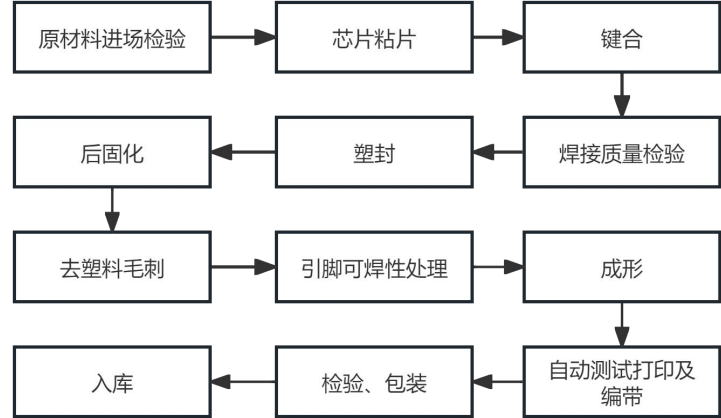 原材料进场检验
芯片粘片
键合
焊接质量检验
塑封
后固化
去塑料毛刺
引脚可焊性处理
成形
自动测试打印及
编带
检验、包装
入库